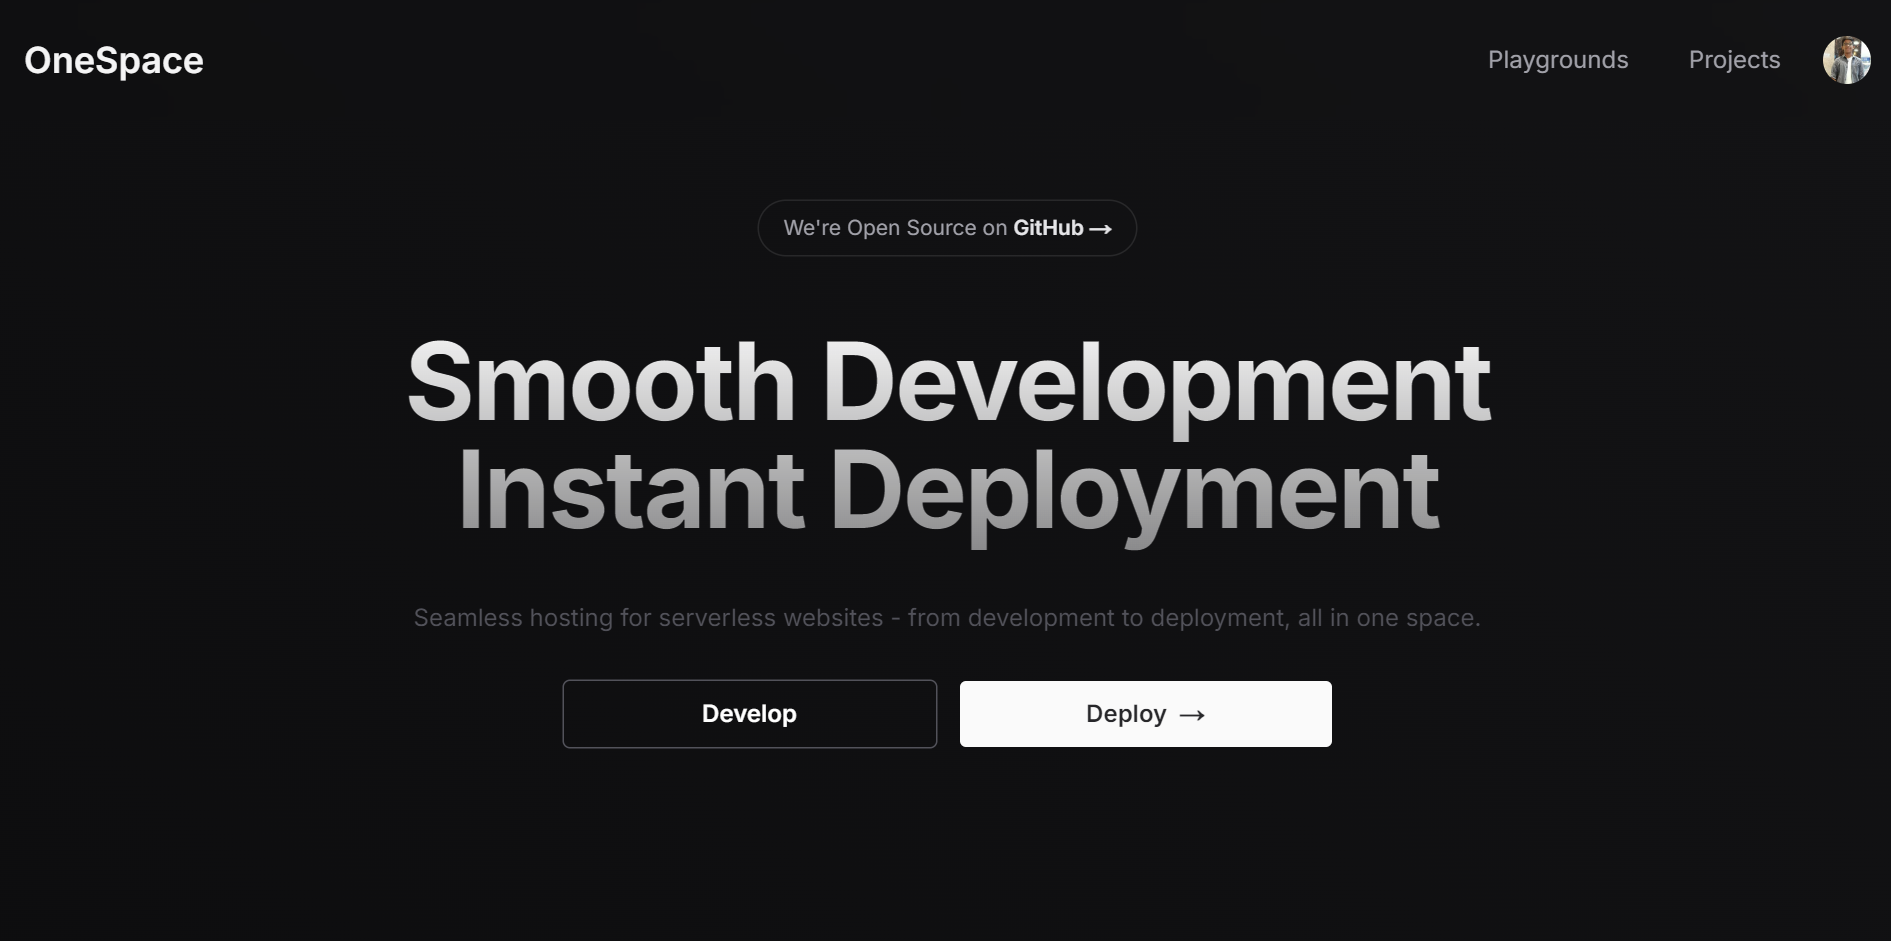 OneSpace
Playgrounds
Projects
We're Open Source on GitHub →
Smooth Development
Instant Deployment
Seamless hosting for serverless websites - from development to deployment, all in one space.
Develop
Deploy →